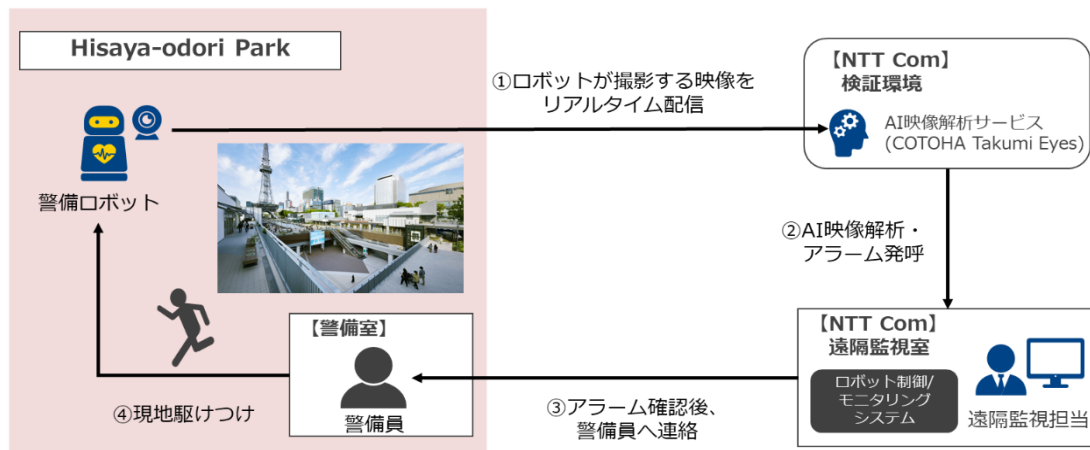 Hisaya-odori Park
①ロボットが撮影する映像を
リアルタイム配信
【NTT Com】
検証環境
AI映像解析サービス
(COTOHA Takumi Eyes)
警備ロボット
②AI映像解析・
アラーム発呼
【NTT Com】
遠隔監視室
ロボット制御/
モニタリング
システム
遠隔監視担当
③アラーム確認後、
警備員へ連絡
【警備室】
警備員
④現地駆けつけ